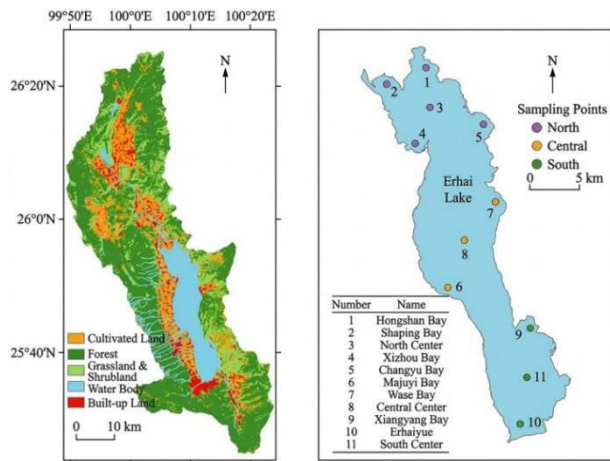 99°50' 100°0' 100°10' 100°20'
N
26°20'N
26°0'
25°40'
Cultivated Land
Forest
Grassland &
Shrubland
Water Body
Built-up Land
0 10 km
N
Sampling Points
North
Central
South
0 5 km
1
2
3
4
5
Erhai
Lake
7
8
6
9
11
10
Number Name
1 Hongshan Bay
2 Shaping Bay
3 North Center
4 Xizhou Bay
5 Changyu Bay
6 Majuyi Bay
7 Wase Bay
8 Central Center
9 Xiangyang Bay
10 Erhaiyue
11 South Center